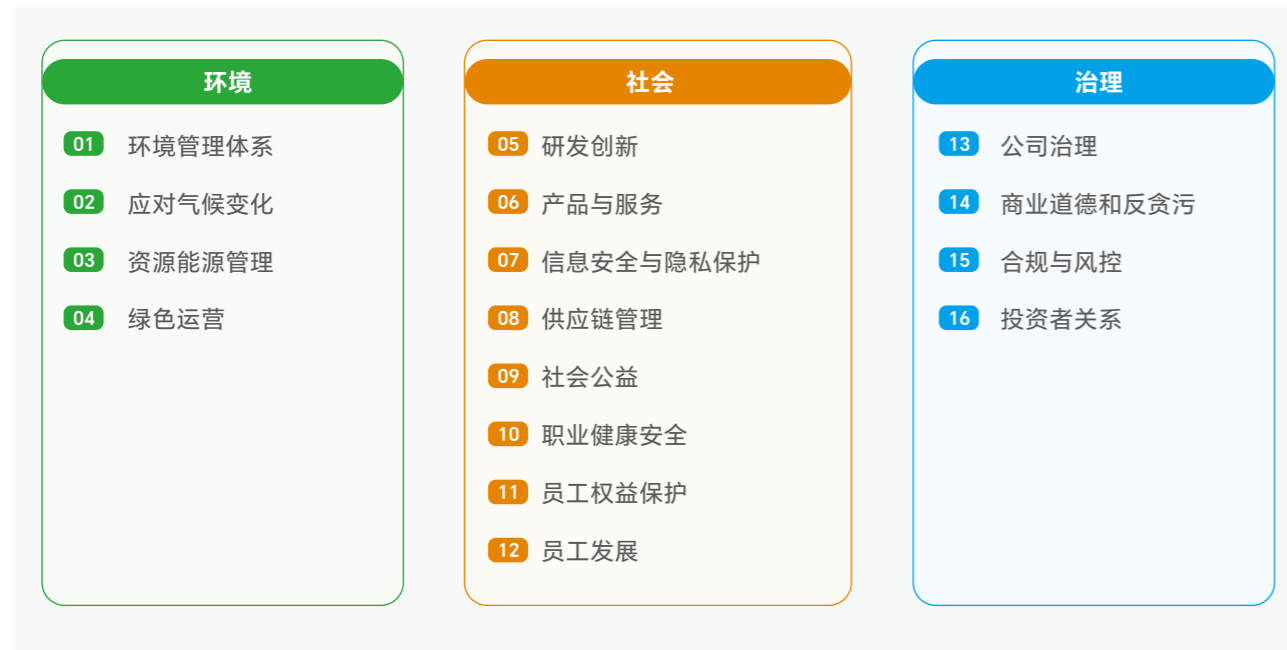 环境
01 环境管理体系
02 应对气候变化
03 资源能源管理
04 绿色运营
社会
05 研发创新
06 产品与服务
07 信息安全与隐私保护
08 供应链管理
09 社会公益
10 职业健康安全
11 员工权益保护
12 员工发展
治理
13 公司治理
14 商业道德和反贪污
15 合规与风控
16 投资者关系